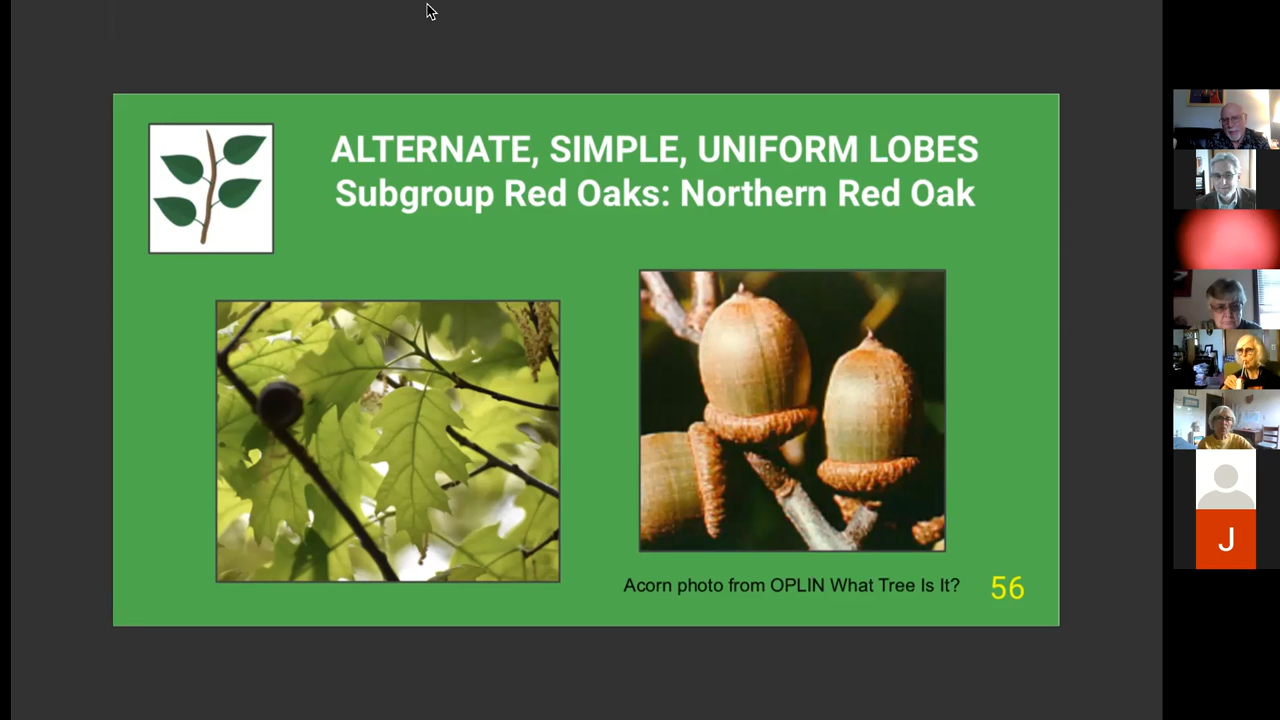 ALTERNATE, SIMPLE, UNIFORM LOBES
Subgroup Red Oaks: Northern Red Oak
Acorn photo from OPLIN What Tree Is It?
56
J